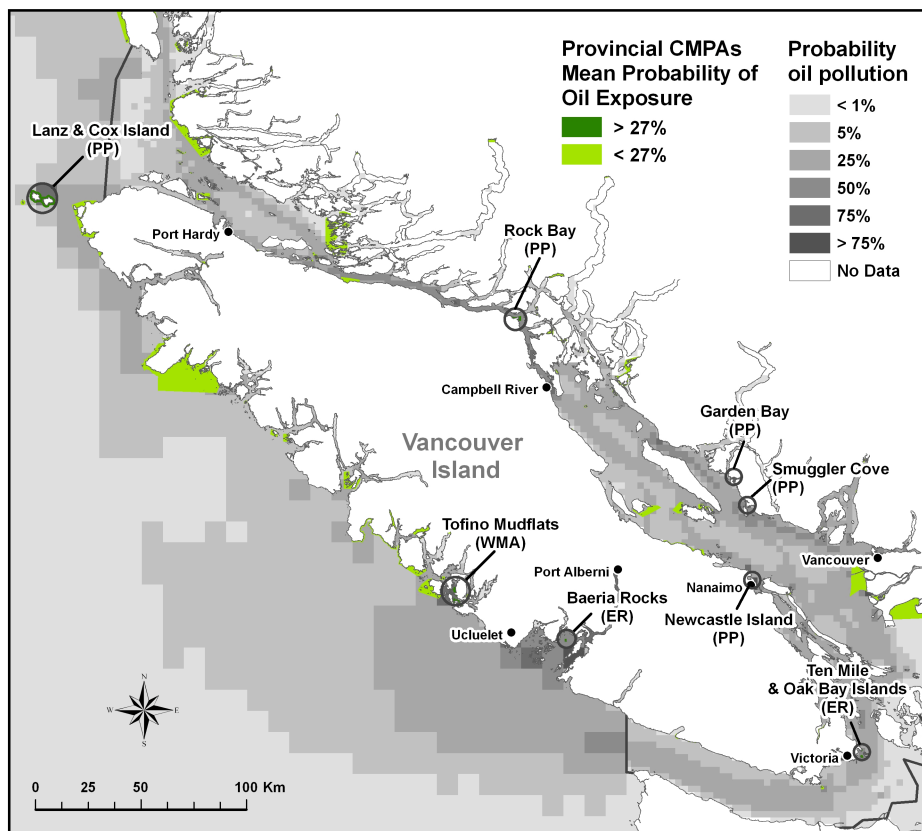 Provincial CMPAs
Mean Probability of
Oil Exposure
> 27%
< 27%
Probability
oil pollution
< 1%
5%
25%
50%
75%
> 75%
No Data
Lanz & Cox Island
(PP)
Port Hardy
Rock Bay
(PP)
Campbell River
Garden Bay
(PP)
Vancouver
Island
Smuggler Cove
(PP)
Tofino Mudflats
(WMA)
Vancouver
Port Alberni
Baeria Rocks
(ER)
Nanaimo
Newcastle Island
(PP)
Ucluelet
Ten Mile
& Oak Bay Islands
(ER)
Victoria
N
W
E
S
0 25 50 100 Km